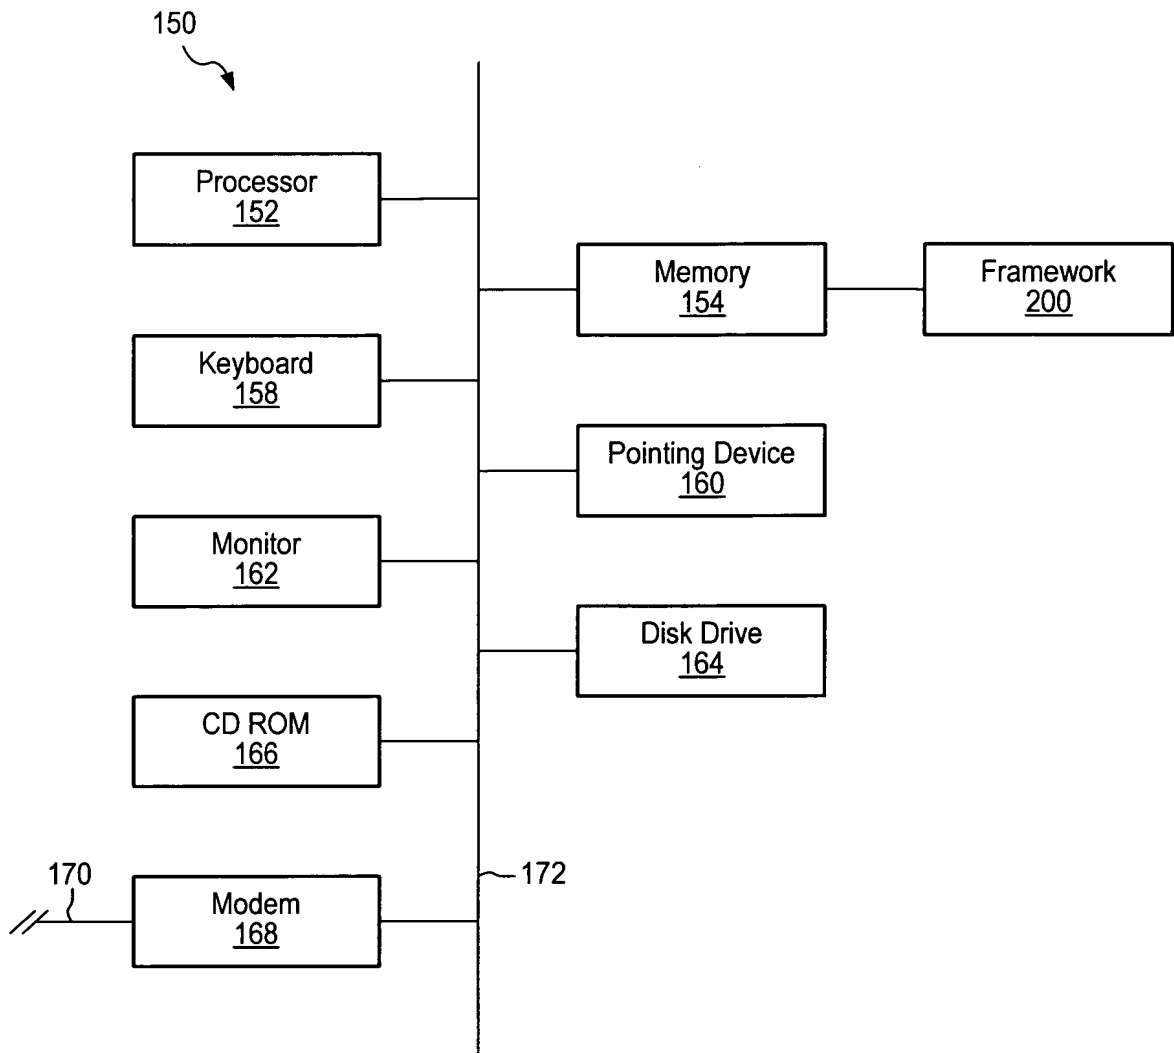 150
Processor
152
Memory
154
Framework
200
Keyboard
158
Pointing Device
160
Monitor
162
Disk Drive
164
CD ROM
166
170
Modem
168
172